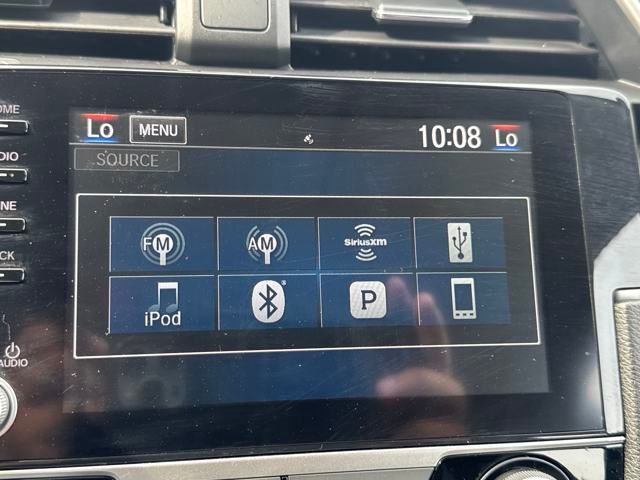 OME
Lo MENU 10:08 Lo
DIO SOURCE
NE
FM AM SiriusXM
CK
iPod S P
AUDIO